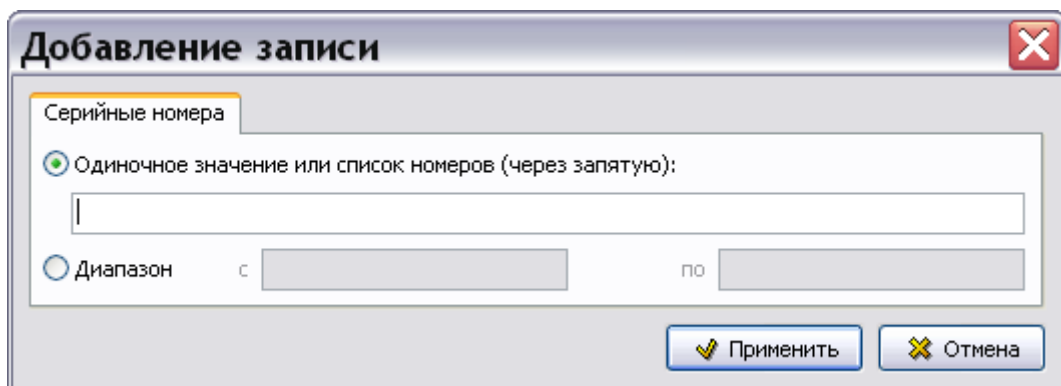 Добавление записи
Серийные номера
Одиночное значение или список номеров (через запятую):
Диапазон с по
Применить Отмена